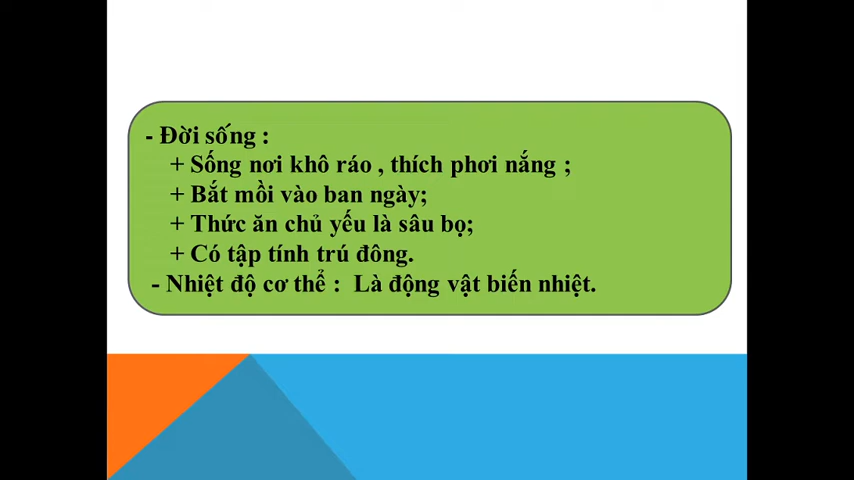 - Đời sống :
+ Sống nơi khô ráo , thích phơi nắng ;
+ Bắt mồi vào ban ngày;
+ Thức ăn chủ yếu là sâu bọ;
+ Có tập tính trú đông.
- Nhiệt độ cơ thể : Là động vật biến nhiệt.